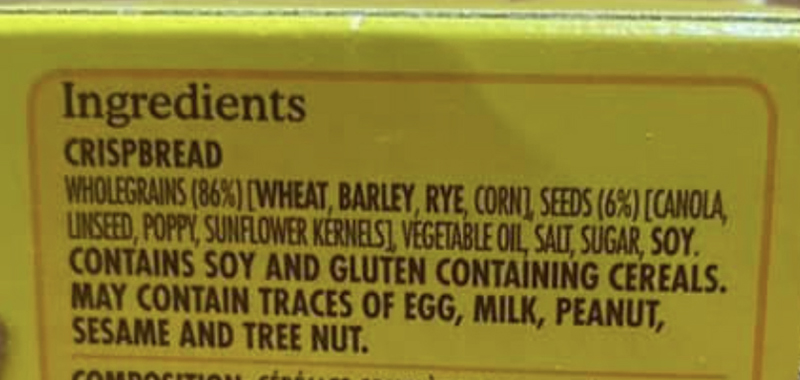 Ingredients
CRISPBREAD
WHOLEGRAINS (86%) [WHEAT, BARLEY, RYE, CORN], SEEDS (6%) [CANOLA,
LINSEED, POPPY, SUNFLOWER KERNELS], VEGETABLE OIL, SALT, SUGAR, SOY.
CONTAINS SOY AND GLUTEN CONTAINING CEREALS.
MAY CONTAIN TRACES OF EGG, MILK, PEANUT,
SESAME AND TREE NUT.
COMPOSITION